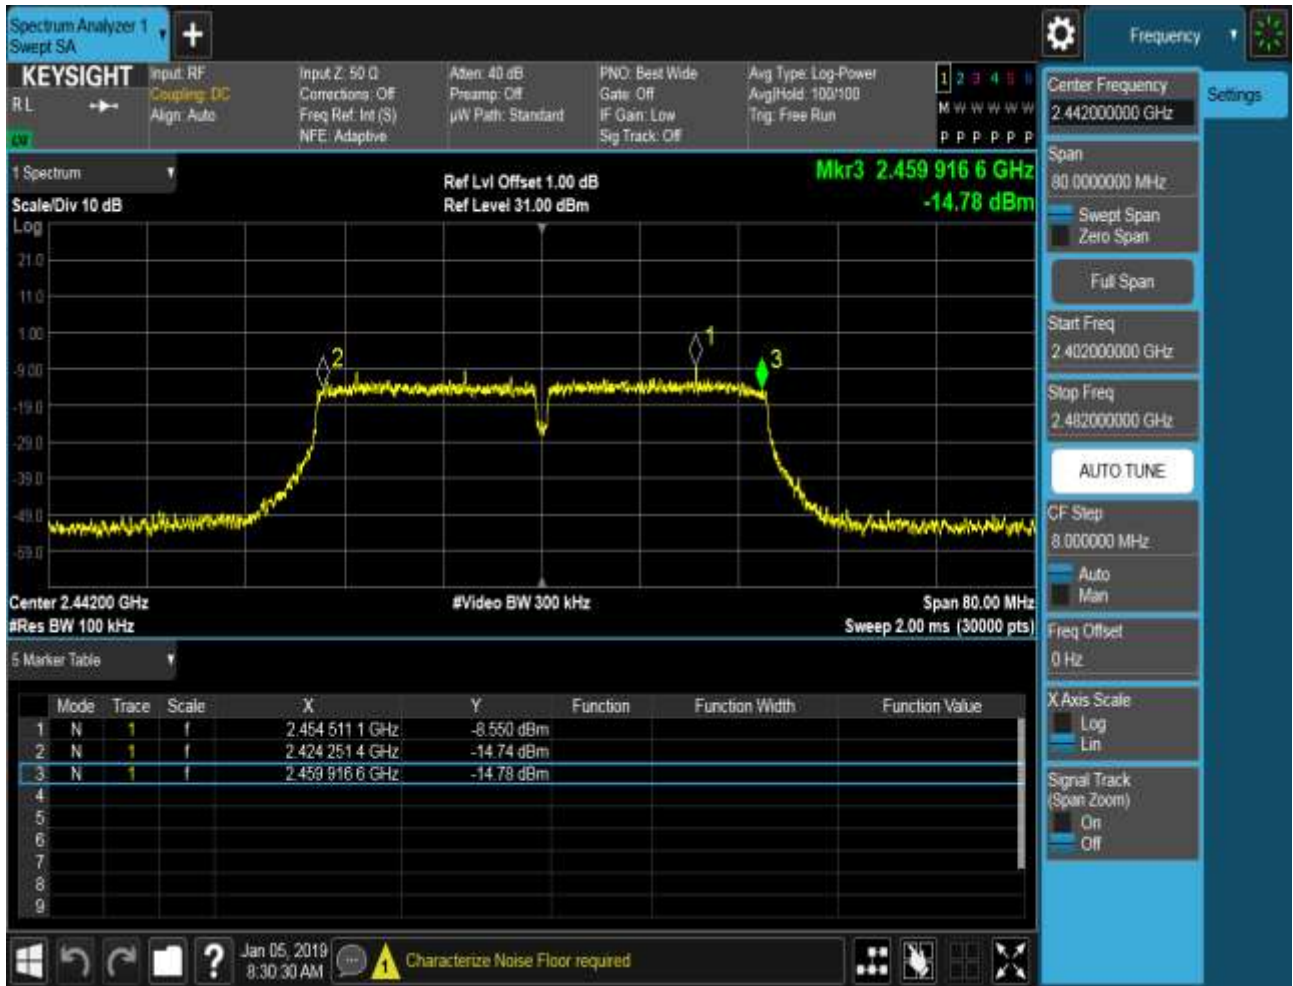 Spectrum Analyzer 1
Swept SA
+
Frequency
KEYSIGHT
RL
LXI
Input: RF
Coupling: DC
Align: Auto
Input Z: 50 Ω
Corrections: Off
Freq Ref: Int (S)
NFE: Adaptive
Atten: 40 dB
Preamp: Off
µW Path: Standard
PNO: Best Wide
Gate: Off
IF Gain: Low
Sig Track: Off
Avg Type: Log-Power
Avg|Hold: 100/100
Trig: Free Run
1 2 3 4 5 6
M W W W W W
P P P P P P
1 Spectrum
Scale/Div 10 dB
Ref Lvl Offset 1.00 dB
Ref Level 31.00 dBm
Mkr3 2.459 916 6 GHz
-14.78 dBm
Log
21.0
11.0
1.00
-9.00
-19.0
-29.0
-39.0
-49.0
-59.0
2
1
3
Center 2.44200 GHz
#Video BW 300 kHz
Span 80.00 MHz
#Res BW 100 kHz
Sweep 2.00 ms (30000 pts)
5 Marker Table
Mode Trace Scale X Y Function Function Width Function Value
1 N 1 f 2.454 511 1 GHz -8.550 dBm
2 N 1 f 2.424 251 4 GHz -14.74 dBm
3 N 1 f 2.459 916 6 GHz -14.78 dBm
4
5
6
7
8
9
?
Jan 05, 2019
8:30:30 AM
1
Characterize Noise Floor required
Center Frequency
2.442000000 GHz
Settings
Span
80.0000000 MHz
Swept Span
Zero Span
Full Span
Start Freq
2.402000000 GHz
Stop Freq
2.482000000 GHz
AUTO TUNE
CF Step
8.000000 MHz
Auto
Man
Freq Offset
0 Hz
X Axis Scale
Log
Lin
Signal Track
(Span Zoom)
On
Off